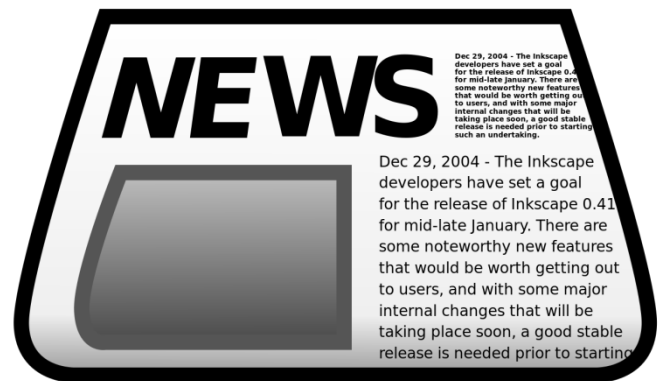 NEWS
Dec 29, 2004 - The Inkscape
developers have set a goal
for the release of Inkscape 0.4
for mid-late January. There are
some noteworthy new features
that would be worth getting ou
to users, and with some major
internal changes that will be
taking place soon, a good stable
release is needed prior to starting
such an undertaking.
Dec 29, 2004 - The Inkscape
developers have set a goal
for the release of Inkscape 0.41
for mid-late January. There are
some noteworthy new features
that would be worth getting out
to users, and with some major
internal changes that will be
taking place soon, a good stable
release is needed prior to starting